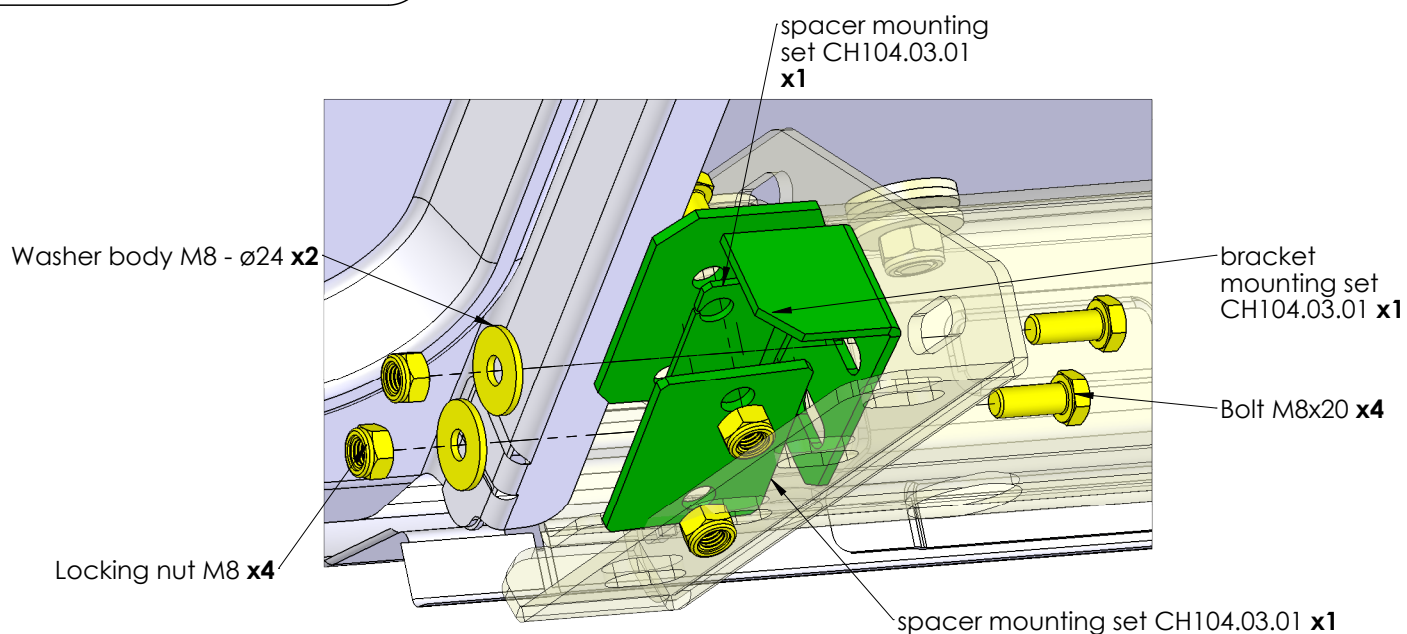 spacer mounting
set CH104.03.01
x1
Washer body M8 - ø24 x2
bracket
mounting set
CH104.03.01 x1
Bolt M8x20 x4
Locking nut M8 x4
spacer mounting set CH104.03.01 x1